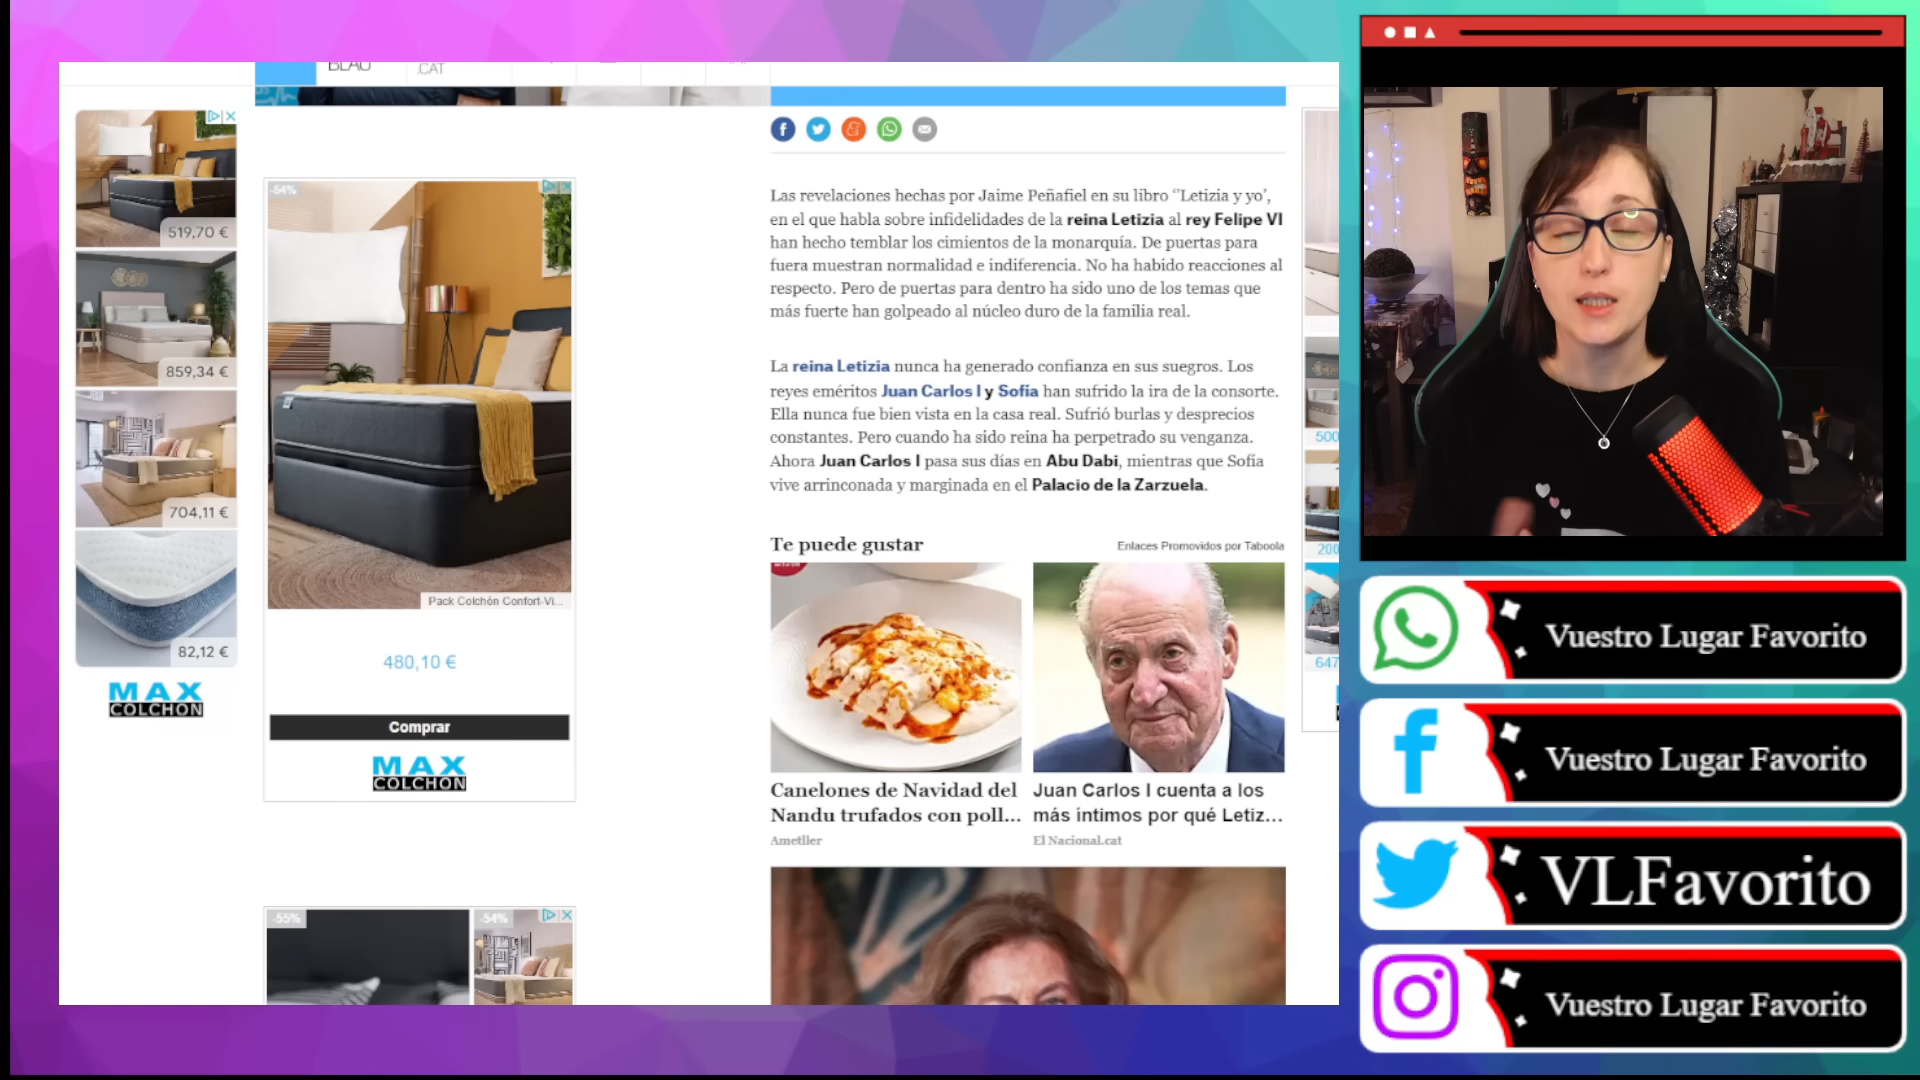 BLAU
.CAT
519,70 €
859,34 €
704,11 €
82,12 €
MAX
COLCHON
-54%
Pack Colchón Confort-Vi...
480,10 €
Comprar
MAX
COLCHON
-55%
-54%
Las revelaciones hechas por Jaime Peñafiel en su libro ‘’Letizia y yo’,
en el que habla sobre infidelidades de la reina Letizia al rey Felipe VI
han hecho temblar los cimientos de la monarquía. De puertas para
fuera muestran normalidad e indiferencia. No ha habido reacciones al
respecto. Pero de puertas para dentro ha sido uno de los temas que
más fuerte han golpeado al núcleo duro de la familia real.
La reina Letizia nunca ha generado confianza en sus suegros. Los
reyes eméritos Juan Carlos I y Sofía han sufrido la ira de la consorte.
Ella nunca fue bien vista en la casa real. Sufrió burlas y desprecios
constantes. Pero cuando ha sido reina ha perpetrado su venganza.
Ahora Juan Carlos I pasa sus días en Abu Dabi, mientras que Sofía
vive arrinconada y marginada en el Palacio de la Zarzuela.
Te puede gustar
Enlaces Promovidos por Taboola
Canelones de Navidad del
Nandu trufados con poll...
Ametller
Juan Carlos I cuenta a los
más íntimos por qué Letiz...
El Nacional.cat
500
200
647
Vuestro Lugar Favorito
Vuestro Lugar Favorito
VLFavorito
Vuestro Lugar Favorito